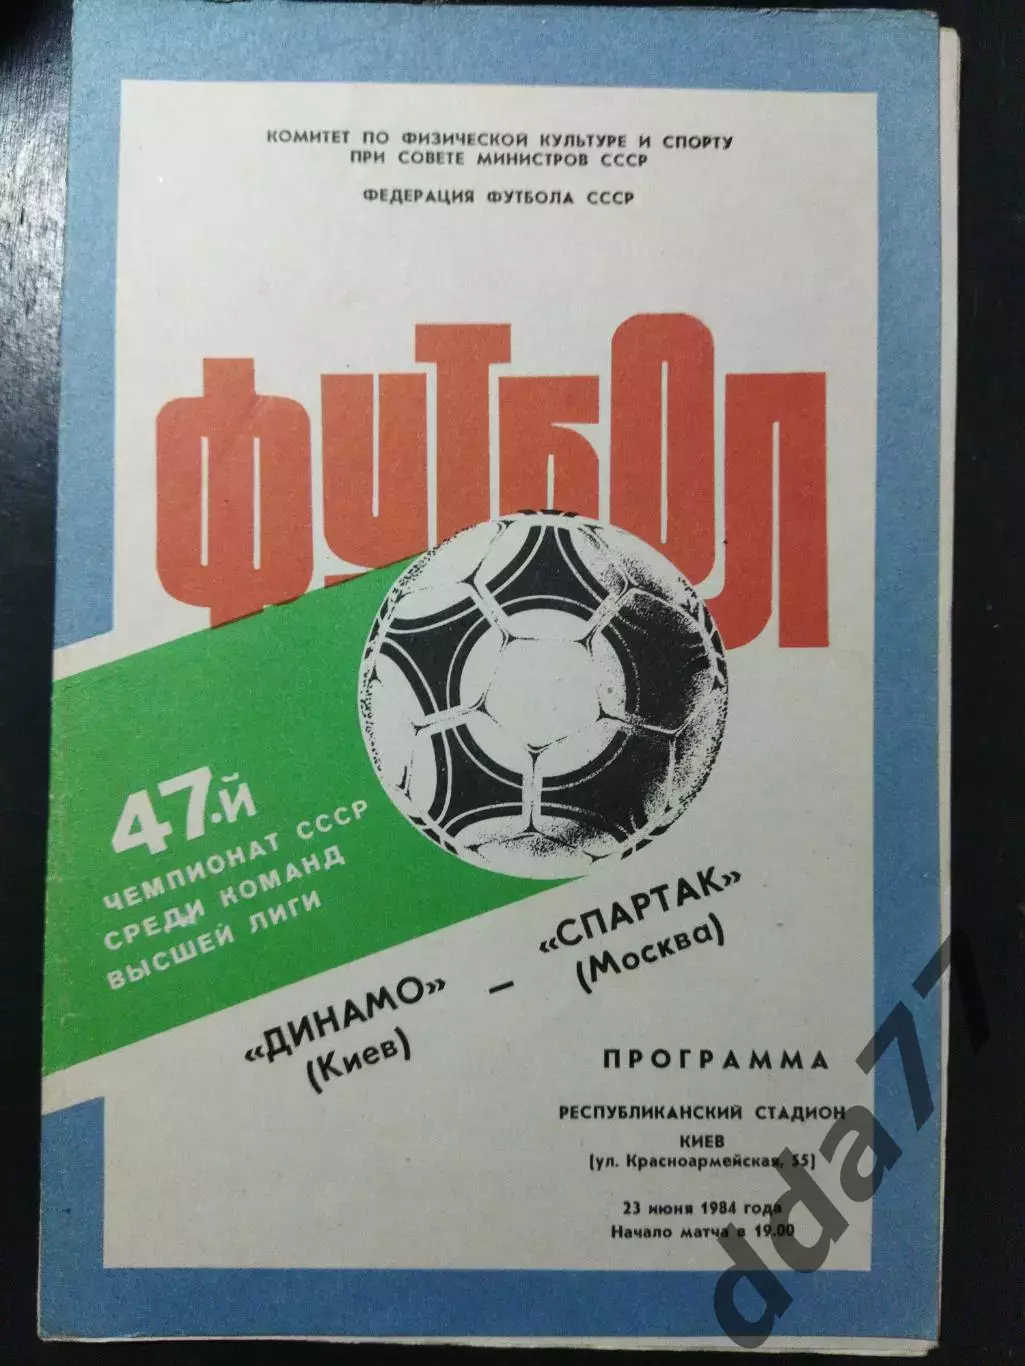 КОМИТЕТ ПО ФИЗИЧЕСКОЙ КУЛЬТУРЕ И СПОРТУ
ПРИ СОВЕТЕ МИНИСТРОВ СССР
ФЕДЕРАЦИЯ ФУТБОЛА СССР
ФУТБОЛ
47-Й
ЧЕМПИОНАТ СССР
СРЕДИ КОМАНД
ВЫСШЕЙ ЛИГИ
«ДИНАМО» – «СПАРТАК»
(Киев) (Москва)
ПРОГРАММА
РЕСПУБЛИКАНСКИЙ СТАДИОН
КИЕВ
(ул. Красноармейская, 55)
23 июня 1984 года
Начало матча в 19.00
dda77